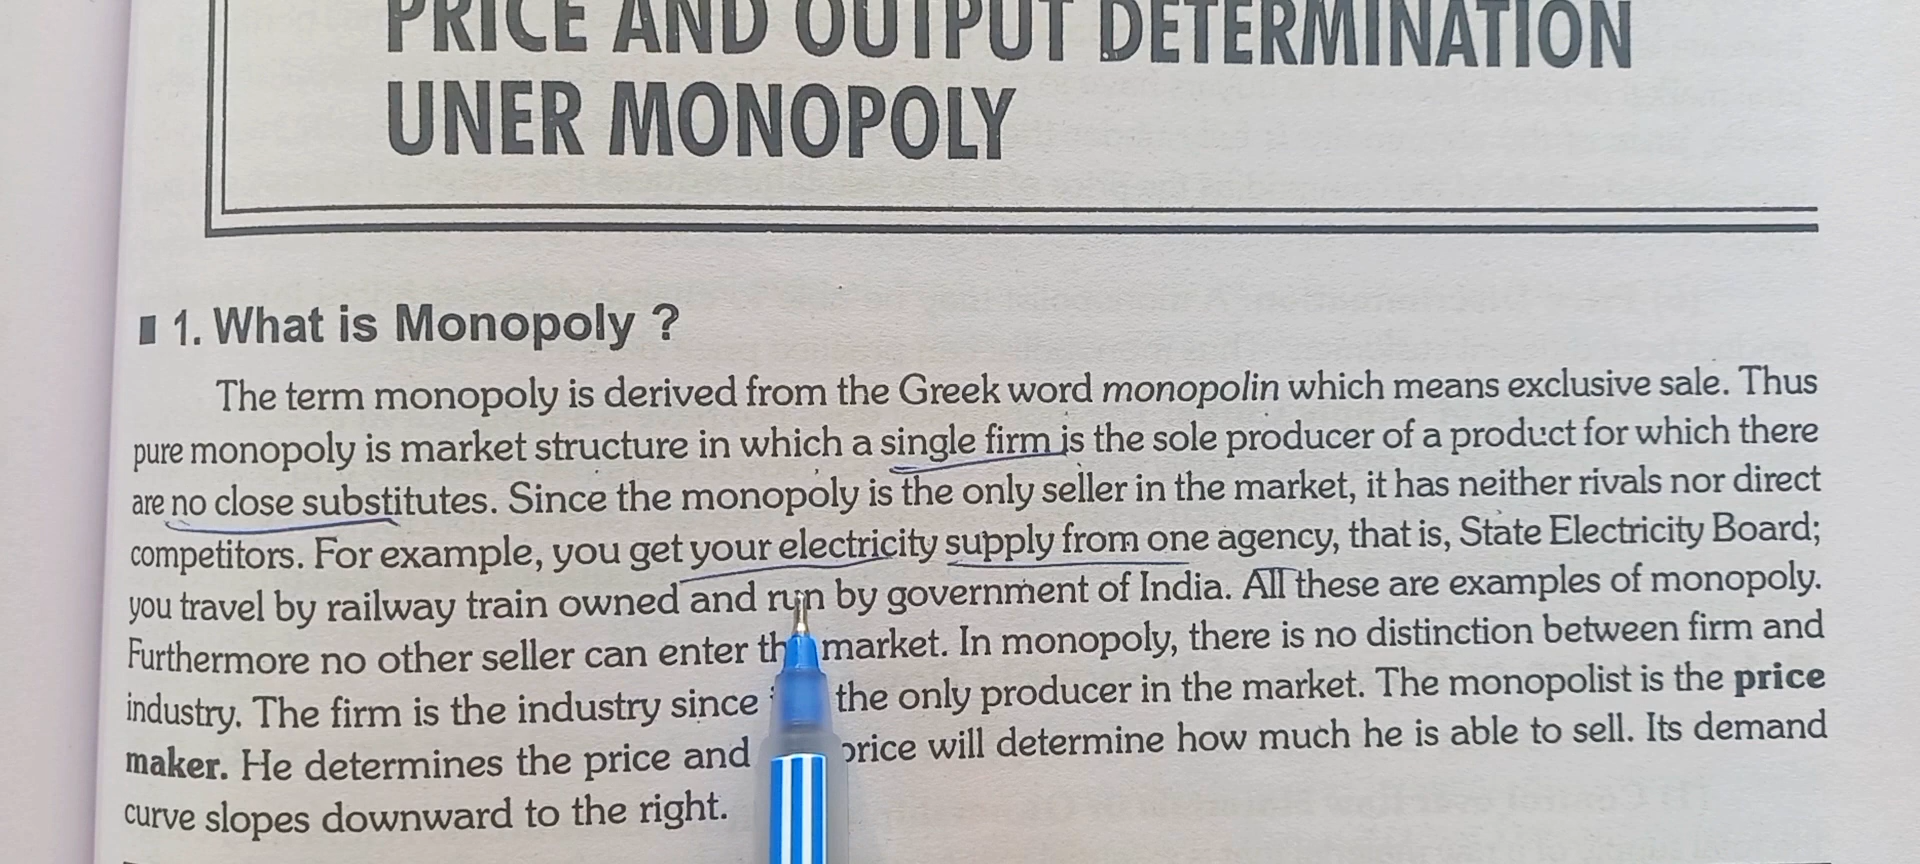 PRICE AND OUTPUT DETERMINATION
UNER MONOPOLY
1. What is Monopoly ?
The term monopoly is derived from the Greek word monopolin which means exclusive sale. Thus
pure monopoly is market structure in which a single firm is the sole producer of a product for which there
are no close substitutes. Since the monopoly is the only seller in the market, it has neither rivals nor direct
competitors. For example, you get your electricity supply from one agency, that is, State Electricity Board;
you travel by railway train owned and run by government of India. All these are examples of monopoly.
Furthermore no other seller can enter market. In monopoly, there is no distinction between firm and
industry. The firm is the industry since the only producer in the market. The monopolist is the price
maker. He determines the price and price will determine how much he is able to sell. Its demand
curve slopes downward to the right.